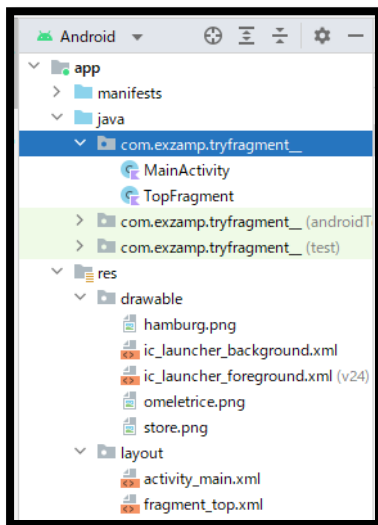 Android
app
manifests
java
com.exzamp.tryfragment__
MainActivity
TopFragment
com.exzamp.tryfragment__ (androidT
com.exzamp.tryfragment__ (test)
res
drawable
hamburg.png
ic_launcher_background.xml
ic_launcher_foreground.xml (v24)
omeletrice.png
store.png
layout
activity_main.xml
fragment_top.xml